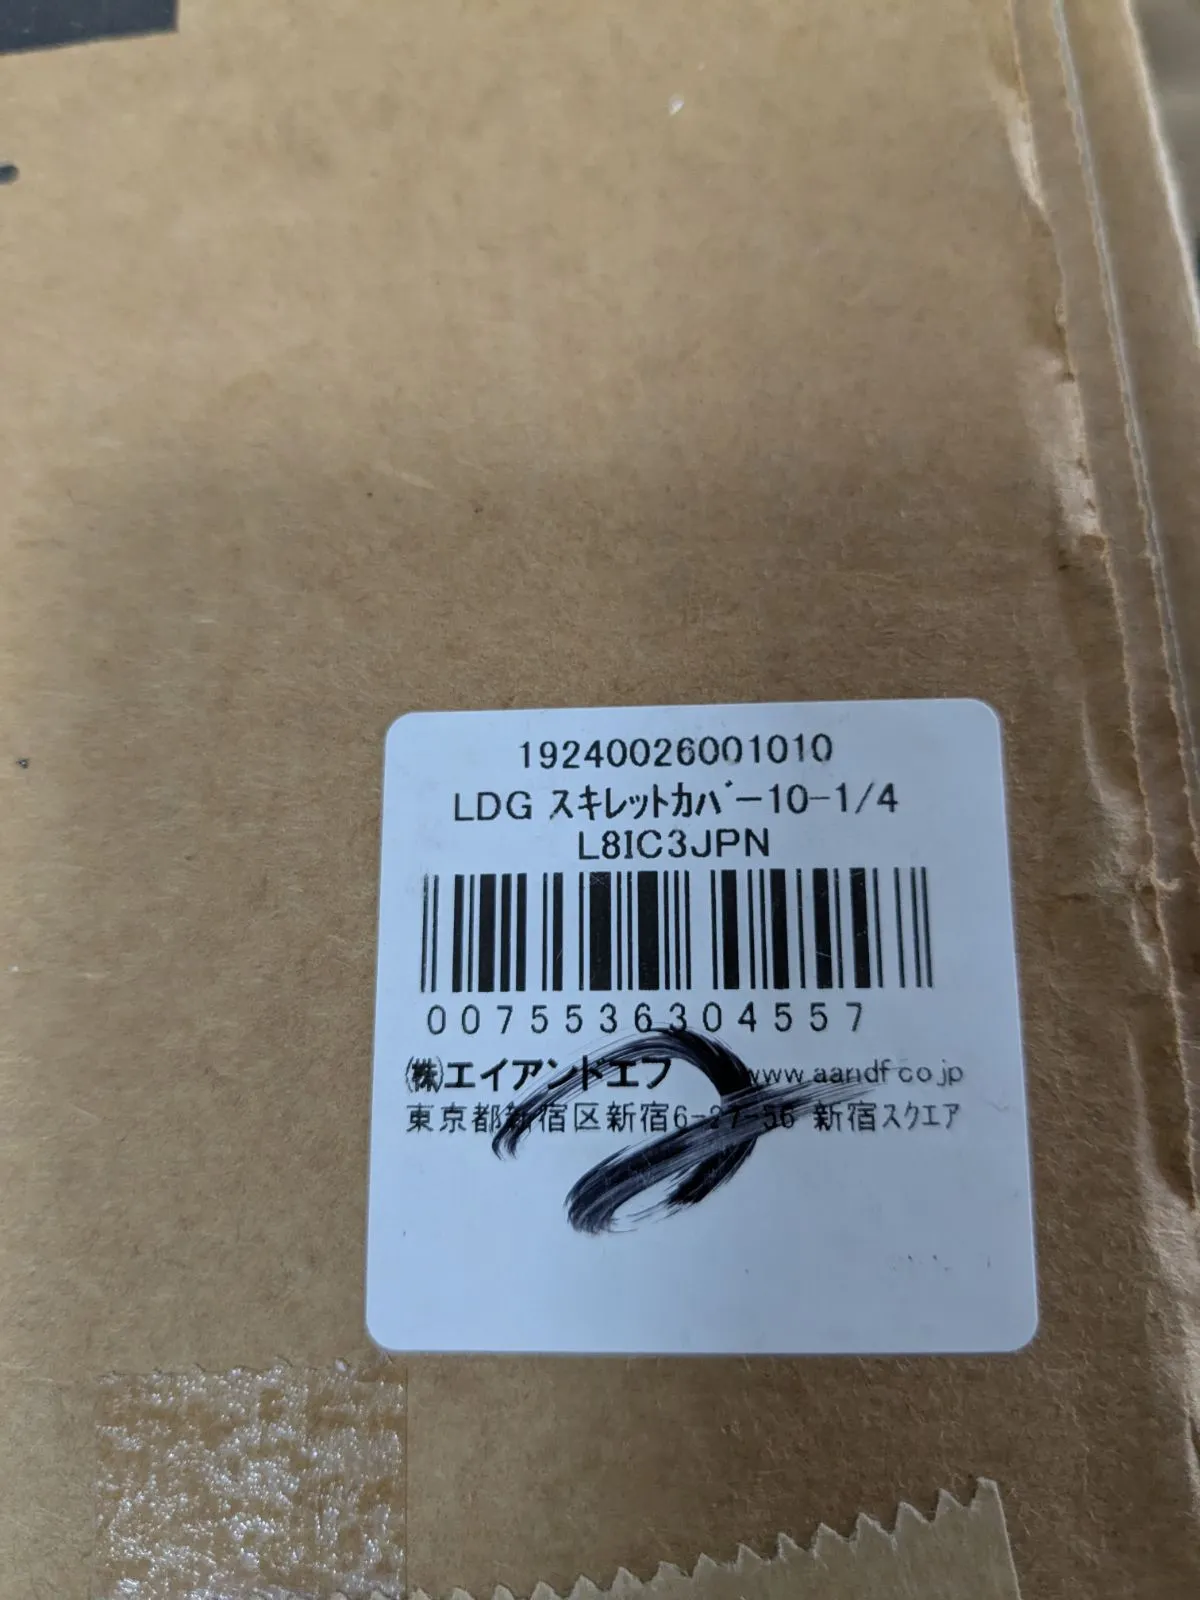 19240026001010
LDG スキレットカバー10-1/4
L8IC3JPN
0075536304557
㈱エイアンドエフ www.aandf.co.jp
東京都新宿区新宿6-27-56 新宿スクエア